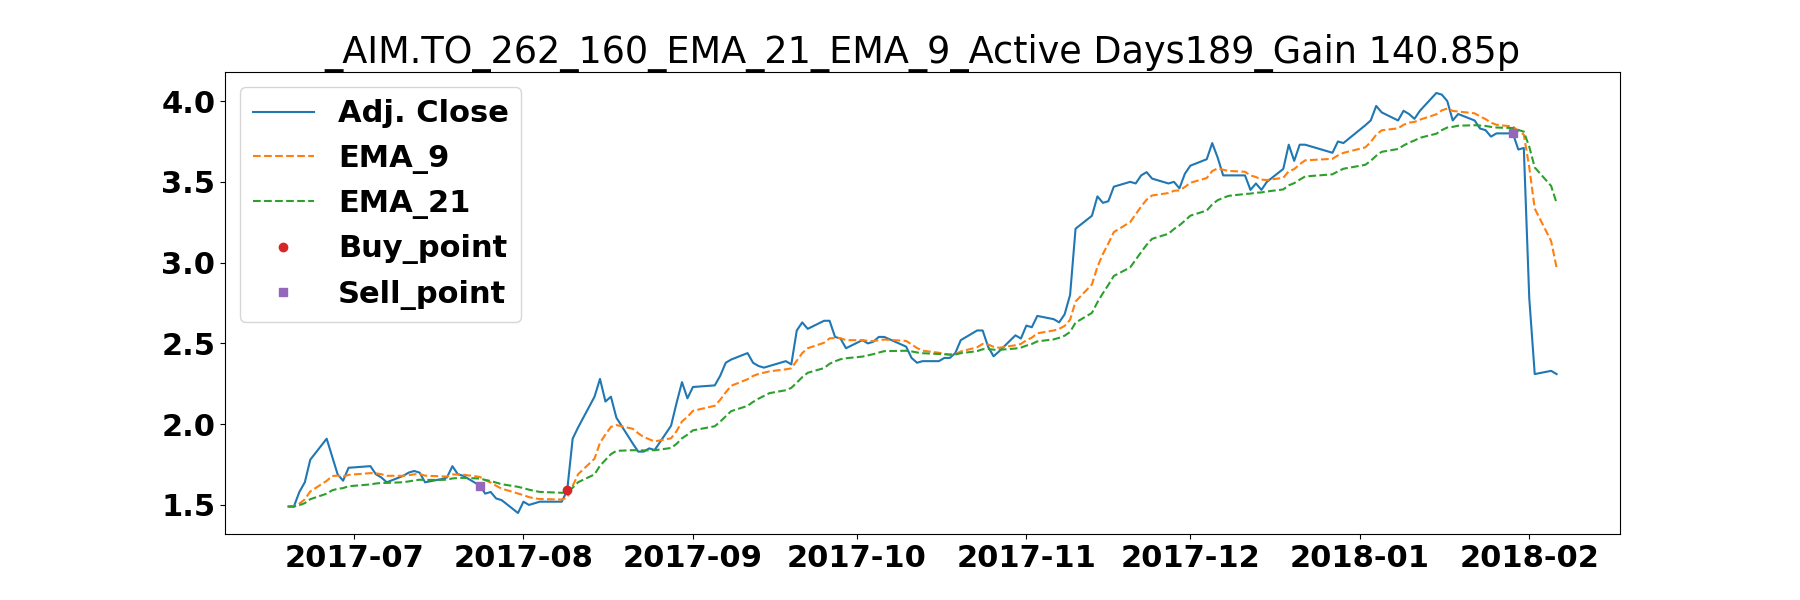 _AIM.TO_262_160_EMA_21_EMA_9_Active Days189_Gain 140.85p
4.0
3.5
3.0
2.5
2.0
1.5
Adj. Close
EMA_9
EMA_21
Buy_point
Sell_point
2017-07 2017-08 2017-09 2017-10 2017-11 2017-12 2018-01 2018-02